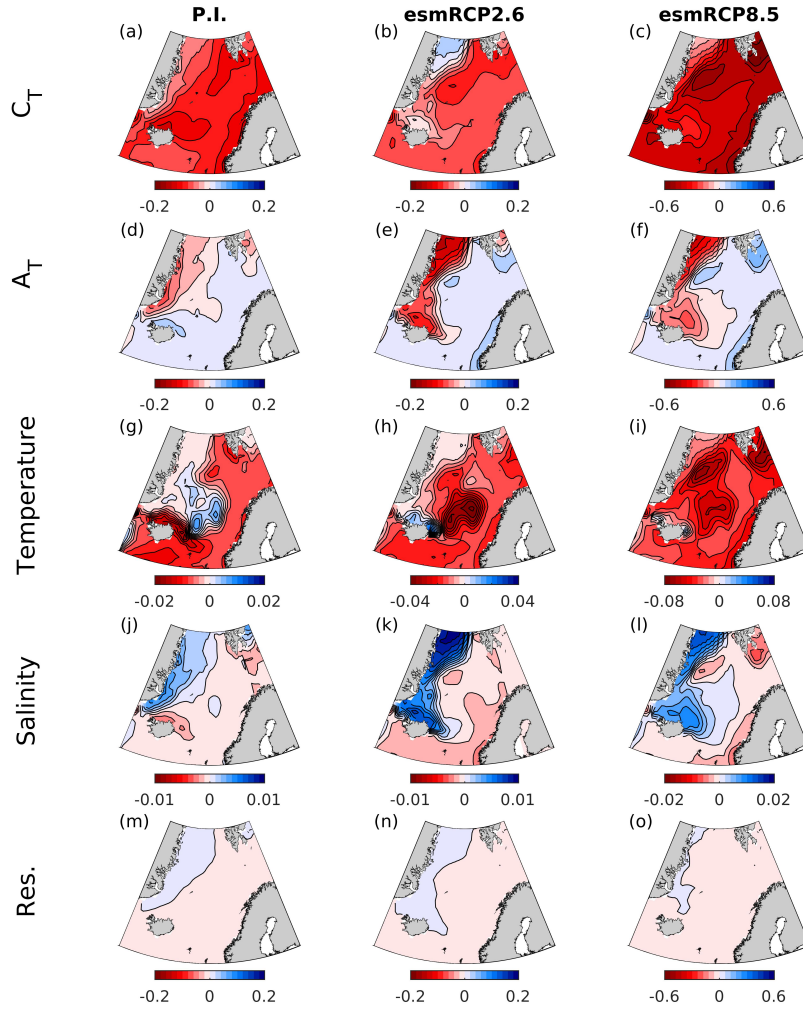 P.I. esmRCP2.6 esmRCP8.5
(a) (b) (c)
C_T
-0.2 0 0.2 -0.2 0 0.2 -0.6 0 0.6
(d) (e) (f)
A_T
-0.2 0 0.2 -0.2 0 0.2 -0.6 0 0.6
(g) (h) (i)
Temperature
-0.02 0 0.02 -0.04 0 0.04 -0.08 0 0.08
(j) (k) (l)
Salinity
-0.01 0 0.01 -0.01 0 0.01 -0.02 0 0.02
(m) (n) (o)
Res.
-0.2 0 0.2 -0.2 0 0.2 -0.6 0 0.6